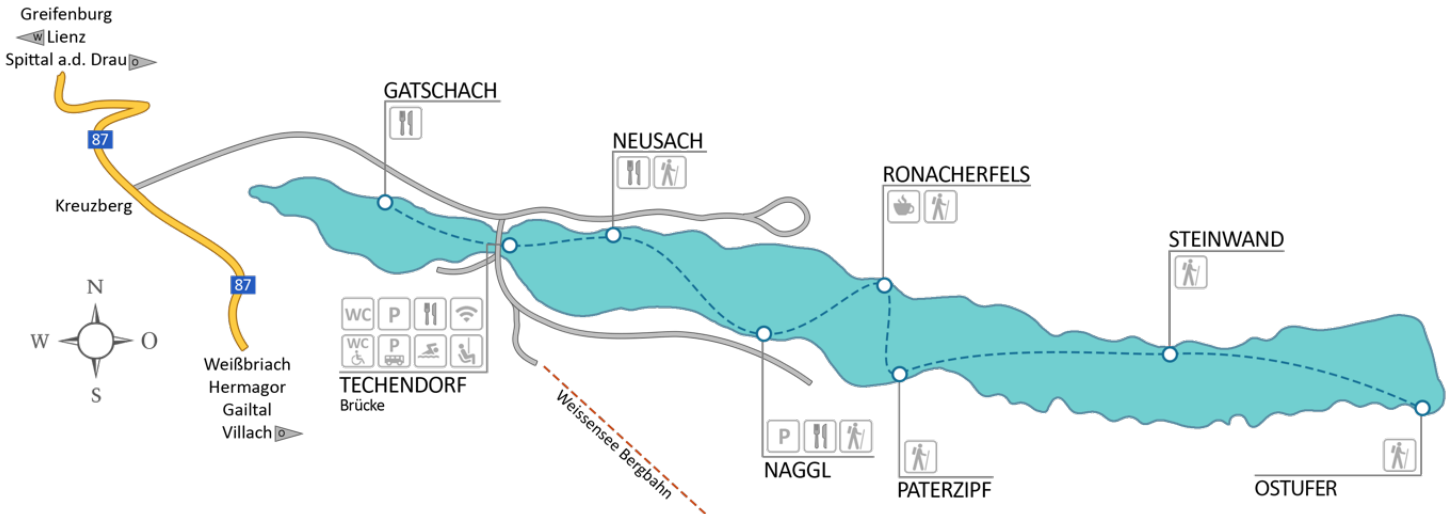 Greifenburg
W Lienz
Spittal a.d. Drau O
87
Kreuzberg
87
N
W O
S
Weißbriach
Hermagor
Gailtal
Villach O
GATSCHACH
NEUSACH
RONACHERFELS
STEINWAND
WC P
WC P
TECHENDORF
Brücke
Weissensee Bergbahn
P
NAGGL
PATERZIPF
OSTUFER